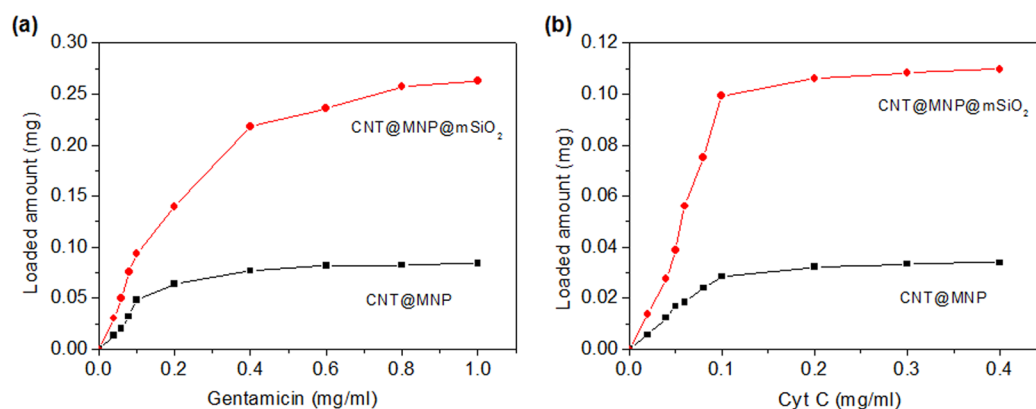 (a)
0.30
0.25
0.20
0.15
0.10
0.05
0.00
Loaded amount (mg)
CNT@MNP@mSiO₂
CNT@MNP
0.0 0.2 0.4 0.6 0.8 1.0
Gentamicin (mg/ml)
(b)
0.12
0.10
0.08
0.06
0.04
0.02
0.00
Loaded amount (mg)
CNT@MNP@mSiO₂
CNT@MNP
0.0 0.1 0.2 0.3 0.4
Cyt C (mg/ml)